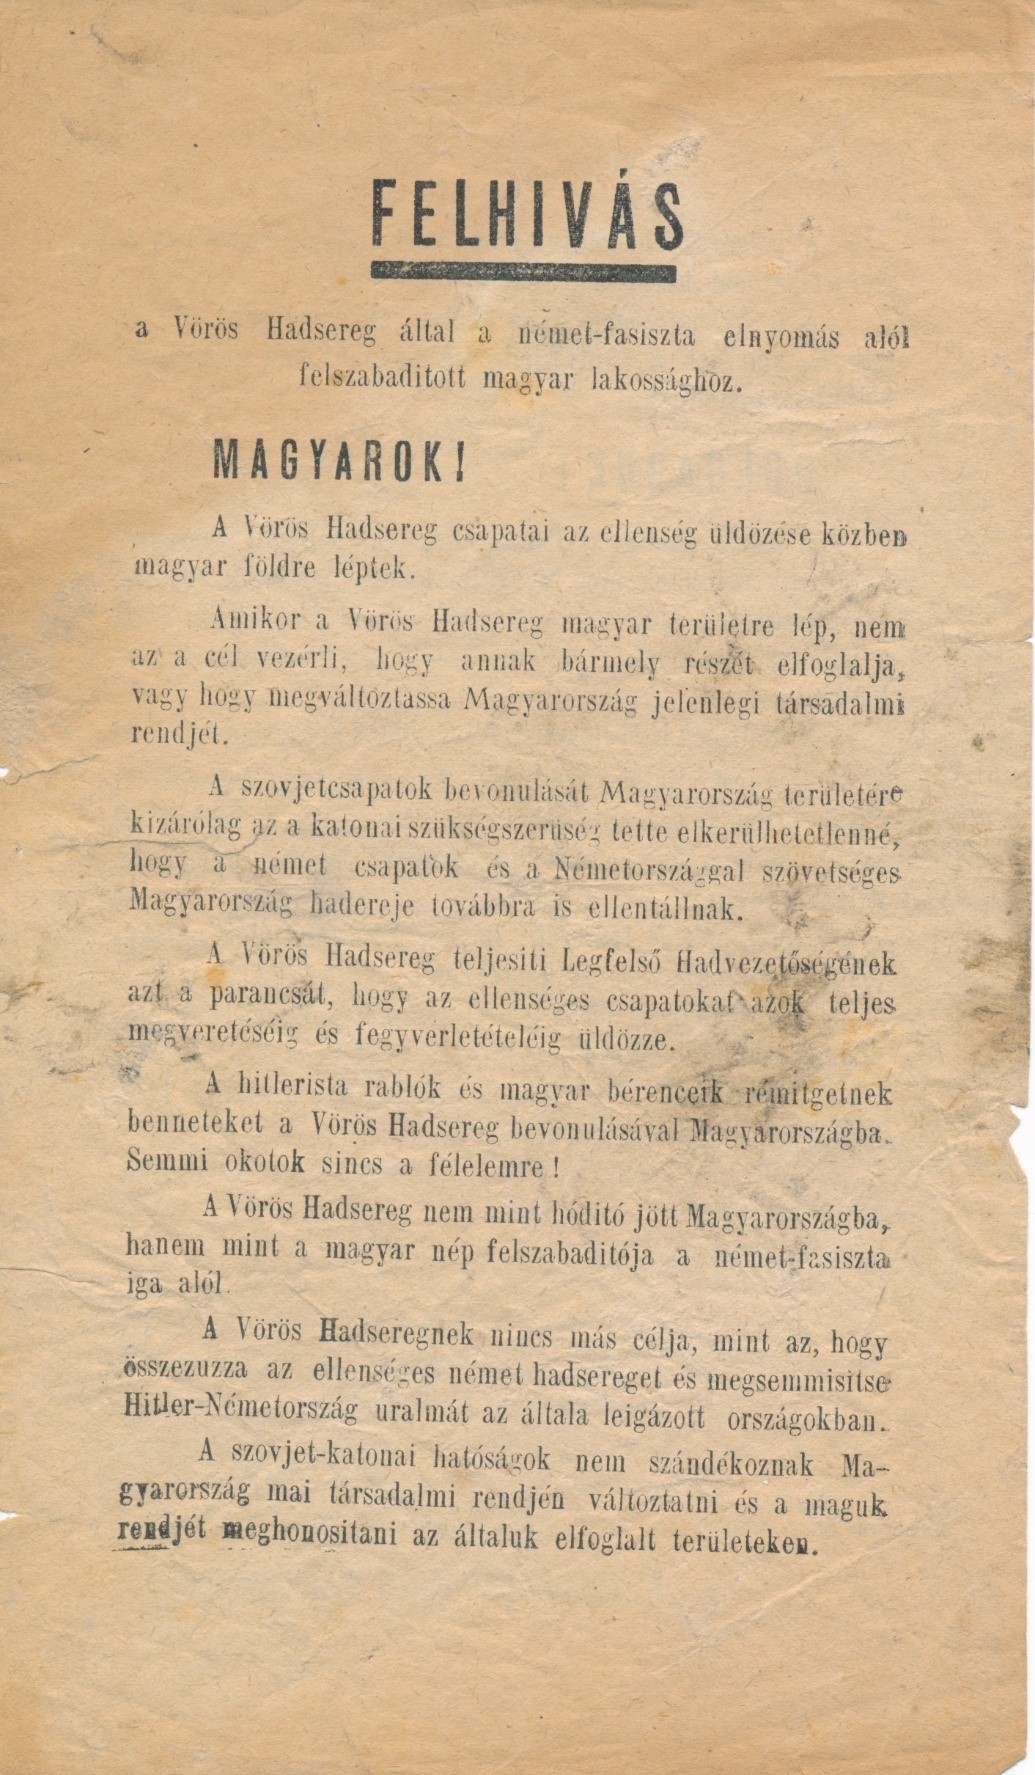 FELHIVÁS
a Vörös Hadsereg által a német-fasiszta elnyomás alól
felszabaditott magyar lakossághoz.
MAGYAROK!
A Vörös Hadsereg csapatai az ellenség üldözése közben
magyar földre léptek.
Amikor a Vörös Hadsereg magyar területre lép, nem
az a cél vezérli, hogy annak bármely részét elfoglalja,
vagy hogy megváltoztassa Magyarország jelenlegi társadalmi
rendjét.
A szovjetcsapatok bevonulását Magyarország területére
kizárólag az a katonai szükségszerüség tette elkerülhetetlenné,
hogy a német csapatok és a Németországgal szövetséges
Magyarország hadereje továbbra is ellentállnak.
A Vörös Hadsereg teljesiti Legfelső Hadvezetőségének
azt a parancsát, hogy az ellenséges csapatokat azok teljes
megveretéséig és fegyverletételéig üldözze.
A hitlerista rablók és magyar bérenceik rémitgetnek
benneteket a Vörös Hadsereg bevonulásával Magyarországba.
Semmi okotok sincs a félelemre!
A Vörös Hadsereg nem mint hóditó jött Magyarországba,
hanem mint a magyar nép felszabaditója a német-fasiszta
iga alól.
A Vörös Hadseregnek nincs más célja, mint az, hogy
összezuzza az ellenséges német hadsereget és megsemmisitse
Hitler-Németország uralmát az általa leigázott országokban.
A szovjet-katonai hatóságok nem szándékoznak Ma-
gyarország mai társadalmi rendjén változtatni és a maguk
rendjét meghonositani az általuk elfoglalt területeken.